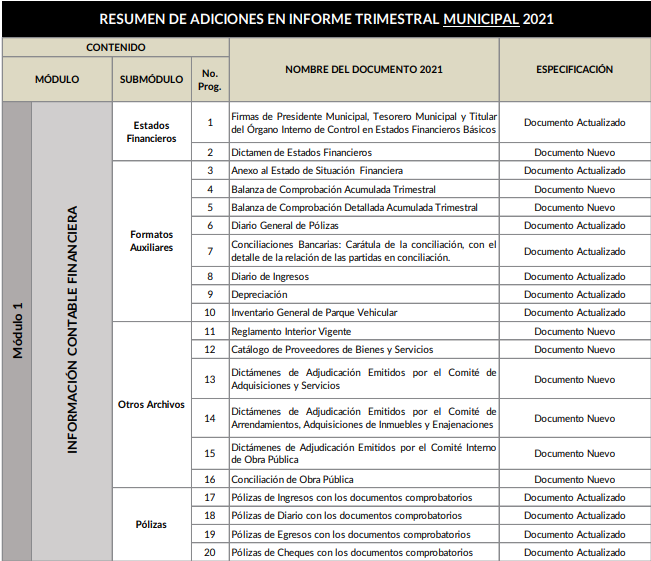 RESUMEN DE ADICIONES EN INFORME TRIMESTRAL MUNICIPAL 2021
CONTENIDO
MÓDULO
SUBMÓDULO
No.
Prog.
NOMBRE DEL DOCUMENTO 2021
ESPECIFICACIÓN
Módulo 1
INFORMACIÓN CONTABLE FINANCIERA
Estados
Financieros
1
Firmas de Presidente Municipal, Tesorero Municipal y Titular
del Órgano Interno de Control en Estados Financieros Básicos
Documento Actualizado
2 Dictamen de Estados Financieros Documento Nuevo
Formatos
Auxiliares
3 Anexo al Estado de Situación Financiera Documento Actualizado
4 Balanza de Comprobación Acumulada Trimestral Documento Nuevo
5 Balanza de Comprobación Detallada Acumulada Trimestral Documento Nuevo
6 Diario General de Pólizas Documento Actualizado
7
Conciliaciones Bancarias: Carátula de la conciliación, con el
detalle de la relación de las partidas en conciliación.
Documento Actualizado
8 Diario de Ingresos Documento Actualizado
9 Depreciación Documento Actualizado
10 Inventario General de Parque Vehicular Documento Actualizado
Otros Archivos
11 Reglamento Interior Vigente Documento Nuevo
12 Catálogo de Proveedores de Bienes y Servicios Documento Nuevo
13
Dictámenes de Adjudicación Emitidos por el Comité de
Adquisiciones y Servicios
Documento Nuevo
14
Dictámenes de Adjudicación Emitidos por el Comité de
Arrendamientos, Adquisiciones de Inmuebles y Enajenaciones
Documento Nuevo
15
Dictámenes de Adjudicación Emitidos por el Comité Interno
de Obra Pública
Documento Nuevo
16 Conciliación de Obra Pública Documento Nuevo
Pólizas
17 Pólizas de Ingresos con los documentos comprobatorios Documento Actualizado
18 Pólizas de Diario con los documentos comprobatorios Documento Actualizado
19 Pólizas de Egresos con los documentos comprobatorios Documento Actualizado
20 Pólizas de Cheques con los documentos comprobatorios Documento Actualizado